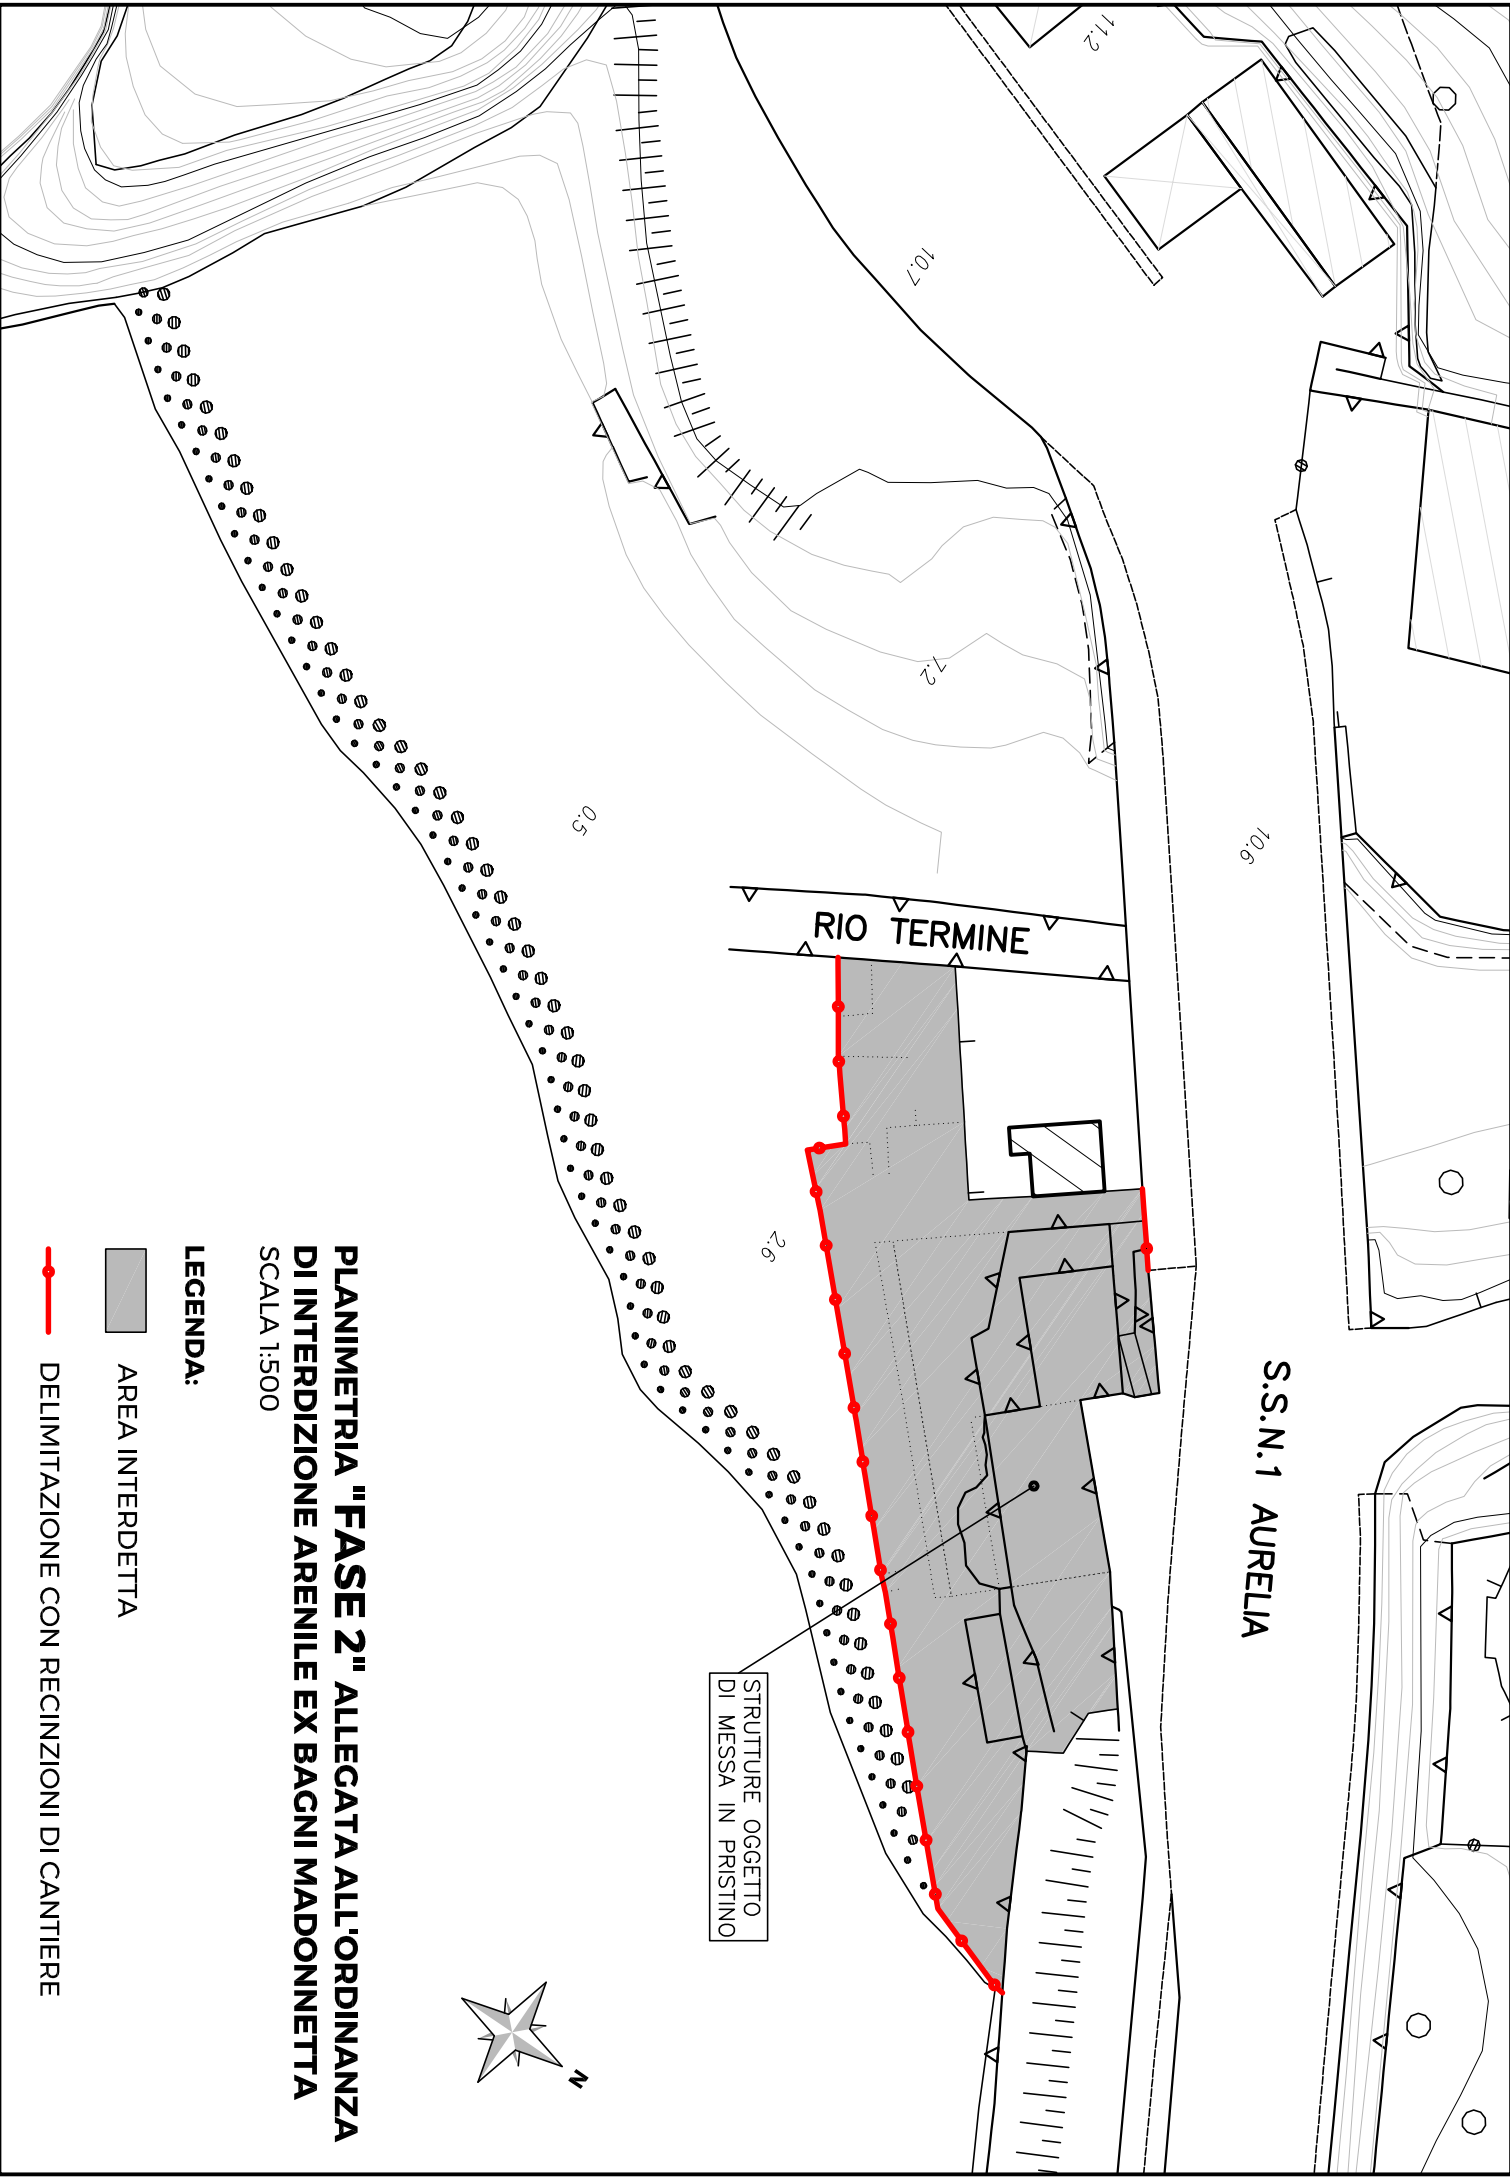 11.2
10.7
7.2
10.6
0.5
RIO TERMINE
2.6
S.S.N.1 AURELIA
STRUTTURE OGGETTO
DI MESSA IN PRISTINO
PLANIMETRIA "FASE 2" ALLEGATA ALL'ORDINANZA
DI INTERDIZIONE ARENILE EX BAGNI MADONNETTA
SCALA 1:500
LEGENDA:
AREA INTERDETTA
DELIMITAZIONE CON RECINZIONI DI CANTIERE
N